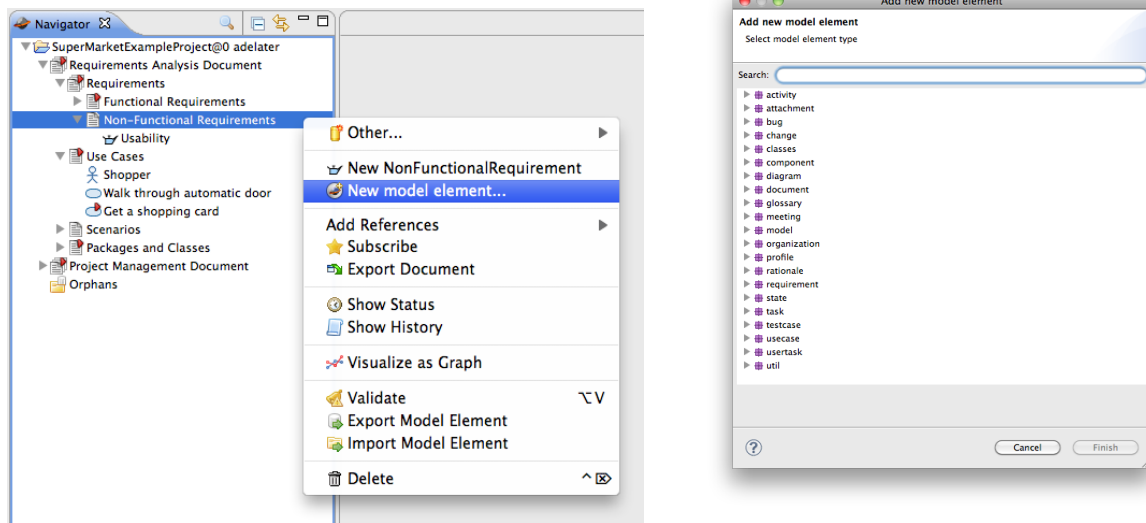 Navigator
SuperMarketExampleProject@0 adelater
Requirements Analysis Document
Requirements
Functional Requirements
Non-Functional Requirements
Usability
Use Cases
Shopper
Walk through automatic door
Get a shopping card
Scenarios
Packages and Classes
Project Management Document
Orphans
Other...
New NonFunctionalRequirement
New model element...
Add References
Subscribe
Export Document
Show Status
Show History
Visualize as Graph
Validate ⌥V
Export Model Element
Import Model Element
Delete ^⌦
Add new model element
Add new model element
Select model element type
Search:
activity
attachment
bug
change
classes
component
diagram
document
glossary
meeting
model
organization
profile
rationale
requirement
state
task
testcase
usecase
usertask
util
?
Cancel Finish